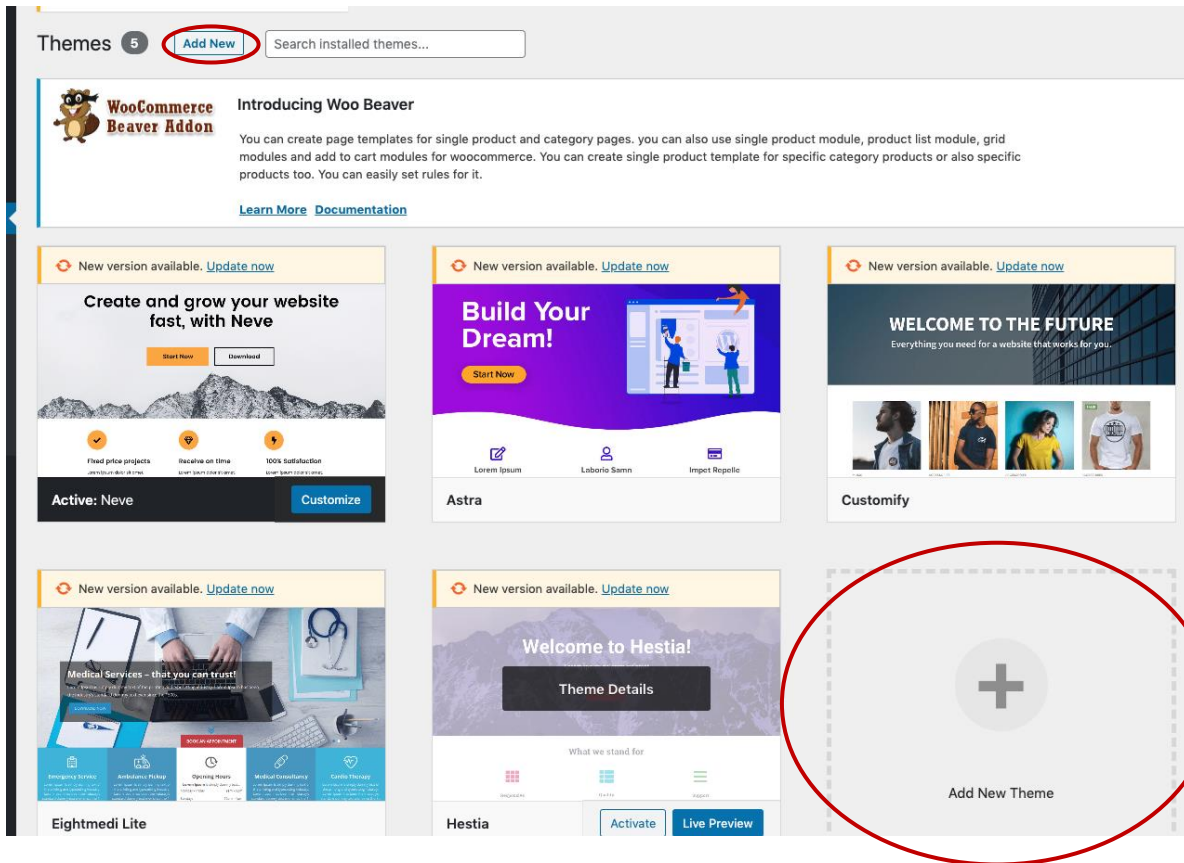 Themes 5 Add New Search installed themes...
WooCommerce
Beaver Addon
Introducing Woo Beaver
You can create page templates for single product and category pages. you can also use single product module, product list module, grid
modules and add to cart modules for woocommerce. You can create single product template for specific category products or also specific
products too. You can easily set rules for it.
Learn More Documentation
New version available. Update now
Create and grow your website
fast, with Neve
Start Now Download
Fixed price projects Receive on time 100% Satisfaction
Active: Neve Customize
New version available. Update now
Build Your
Dream!
Start Now
Lorem Ipsum Laborio Samn Impet Repelle
Astra
New version available. Update now
WELCOME TO THE FUTURE
Everything you need for a website that works for you.
Customify
New version available. Update now
Medical Services – that you can trust!
BOOK AN APPOINTMENT
Emergency Service Ambulance Pickup Opening Hours Medical Consultancy Cardio Therapy
Eightmedi Lite
New version available. Update now
Welcome to Hestia!
Theme Details
What we stand for
Hestia Activate Live Preview
Add New Theme